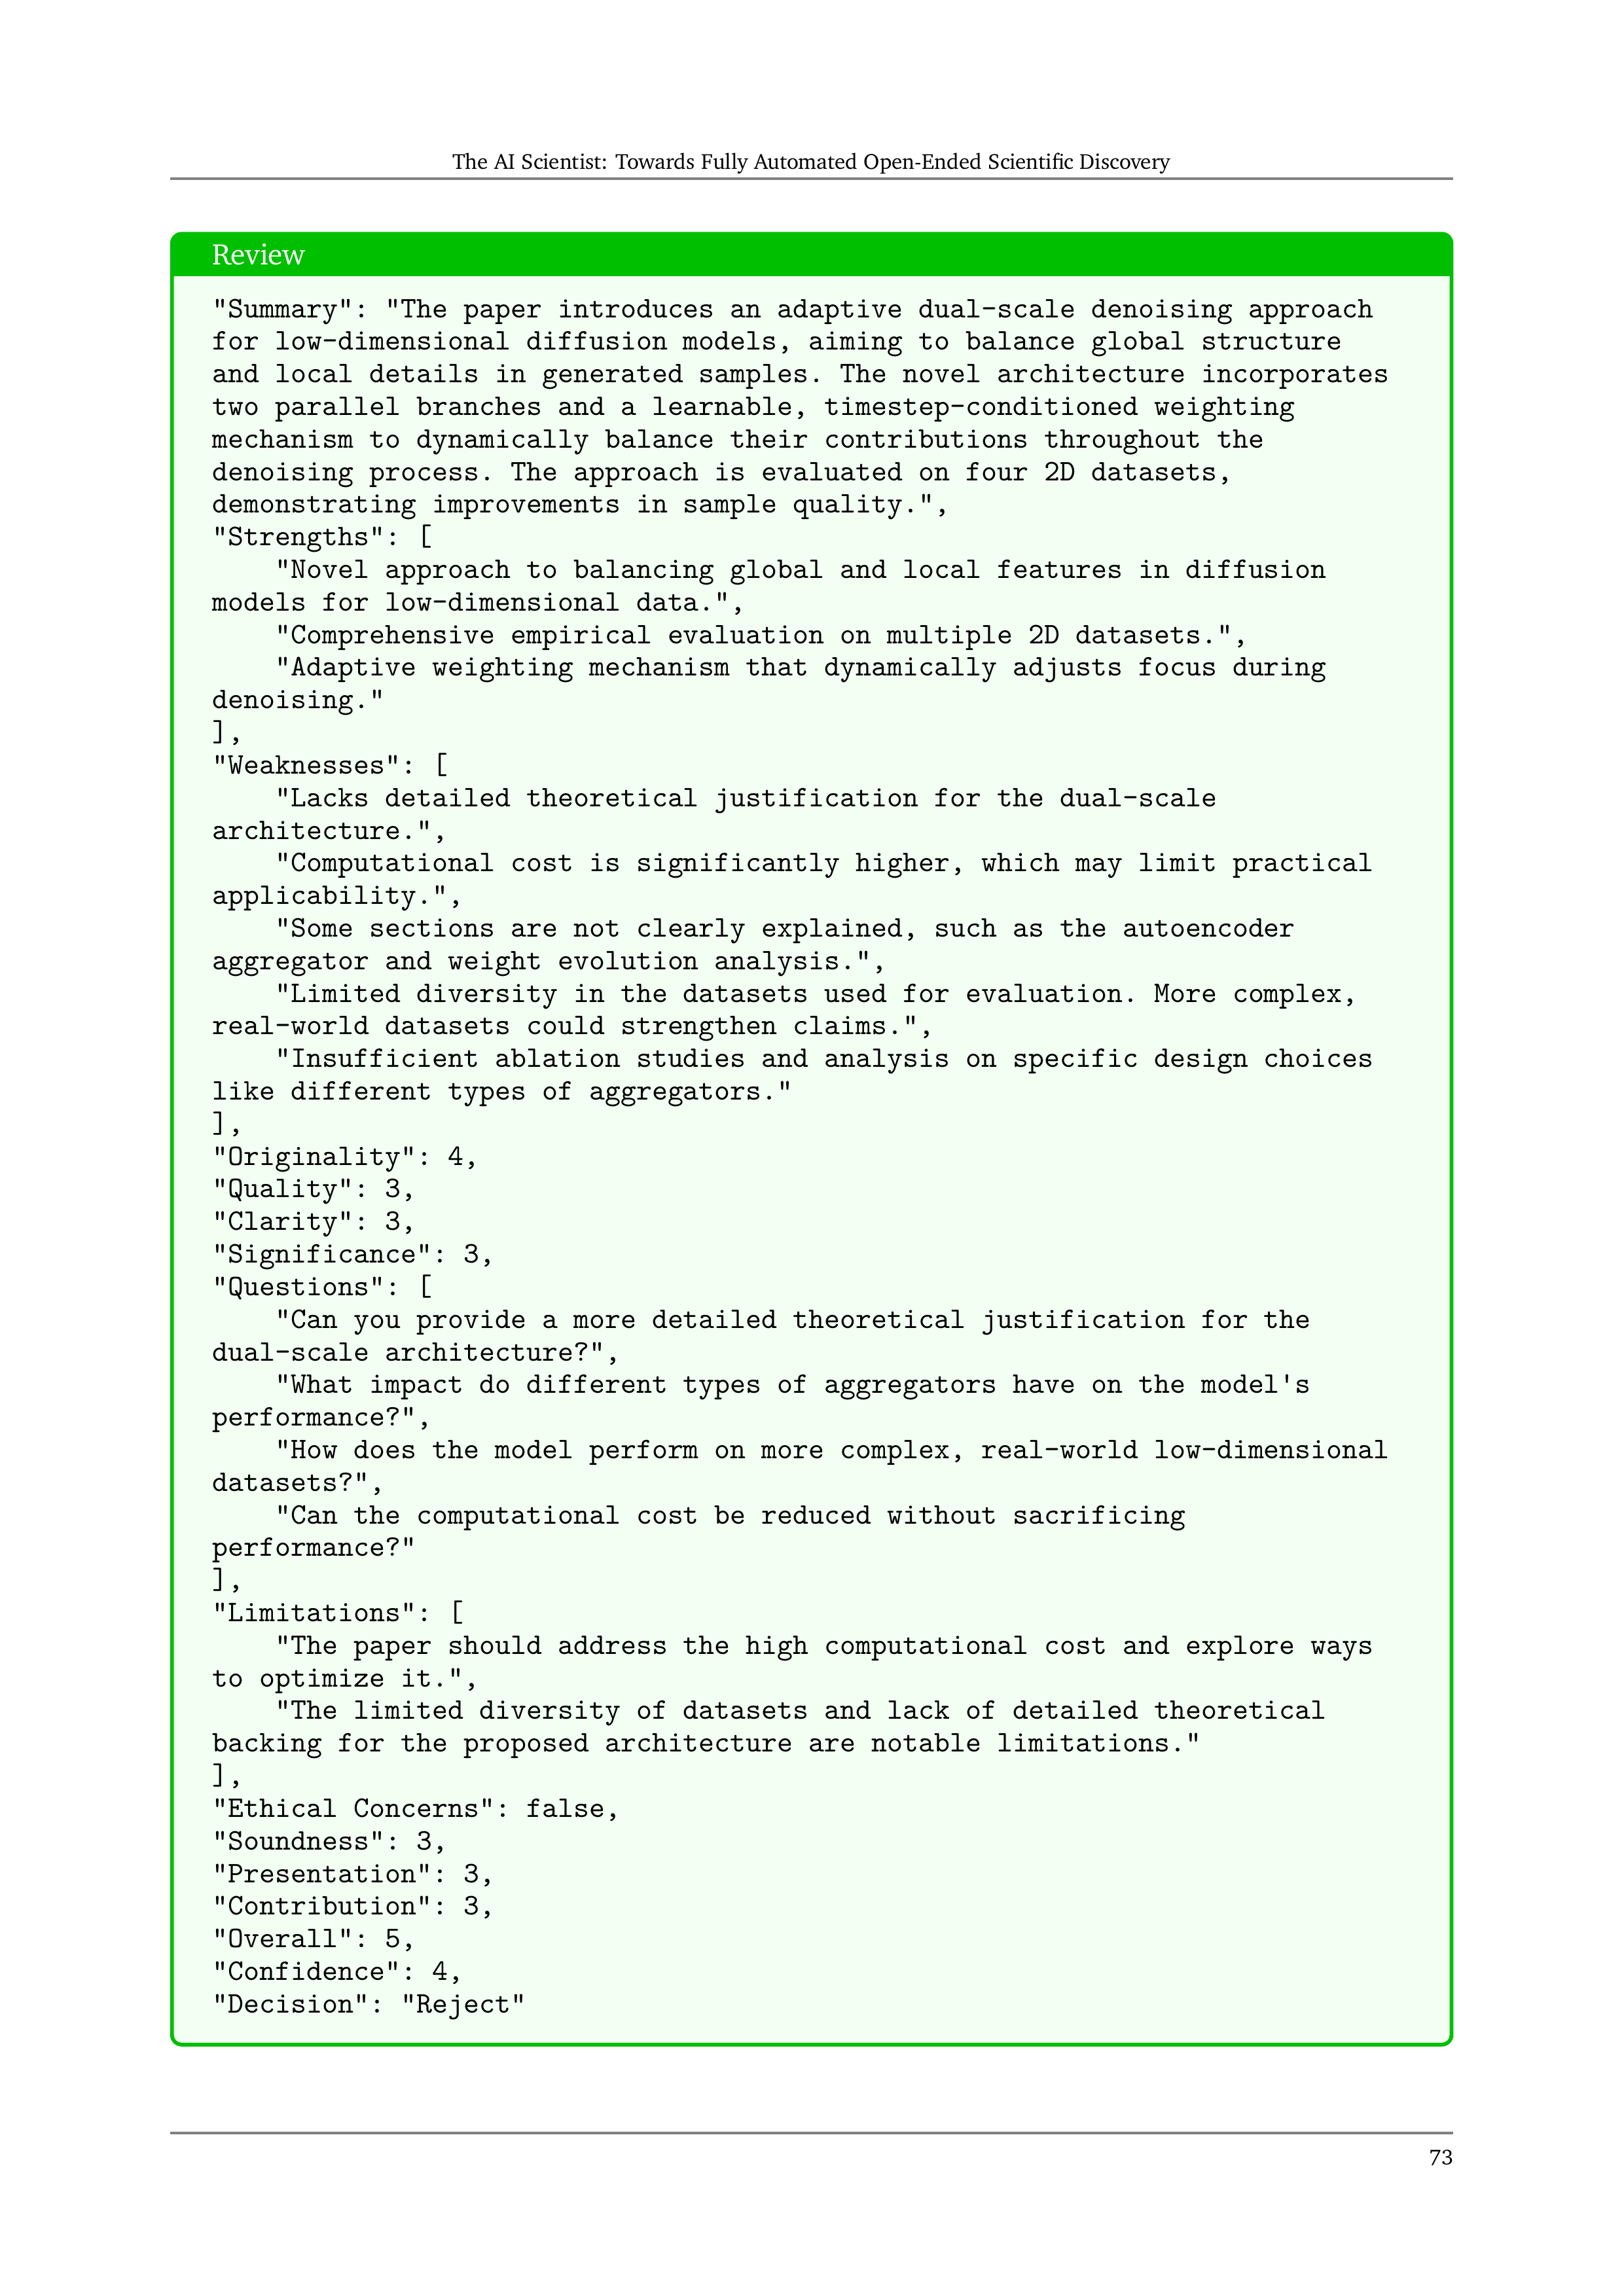 The AI Scientist: Towards Fully Automated Open-Ended Scientific Discovery
Review
"Summary": "The paper introduces an adaptive dual-scale denoising approach
for low-dimensional diffusion models, aiming to balance global structure
and local details in generated samples. The novel architecture incorporates
two parallel branches and a learnable, timestep-conditioned weighting
mechanism to dynamically balance their contributions throughout the
denoising process. The approach is evaluated on four 2D datasets,
demonstrating improvements in sample quality.",
"Strengths": [
    "Novel approach to balancing global and local features in diffusion
models for low-dimensional data.",
    "Comprehensive empirical evaluation on multiple 2D datasets.",
    "Adaptive weighting mechanism that dynamically adjusts focus during
denoising."
],
"Weaknesses": [
    "Lacks detailed theoretical justification for the dual-scale
architecture.",
    "Computational cost is significantly higher, which may limit practical
applicability.",
    "Some sections are not clearly explained, such as the autoencoder
aggregator and weight evolution analysis.",
    "Limited diversity in the datasets used for evaluation. More complex,
real-world datasets could strengthen claims.",
    "Insufficient ablation studies and analysis on specific design choices
like different types of aggregators."
],
"Originality": 4,
"Quality": 3,
"Clarity": 3,
"Significance": 3,
"Questions": [
    "Can you provide a more detailed theoretical justification for the
dual-scale architecture?",
    "What impact do different types of aggregators have on the model's
performance?",
    "How does the model perform on more complex, real-world low-dimensional
datasets?",
    "Can the computational cost be reduced without sacrificing
performance?"
],
"Limitations": [
    "The paper should address the high computational cost and explore ways
to optimize it.",
    "The limited diversity of datasets and lack of detailed theoretical
backing for the proposed architecture are notable limitations."
],
"Ethical Concerns": false,
"Soundness": 3,
"Presentation": 3,
"Contribution": 3,
"Overall": 5,
"Confidence": 4,
"Decision": "Reject"
73